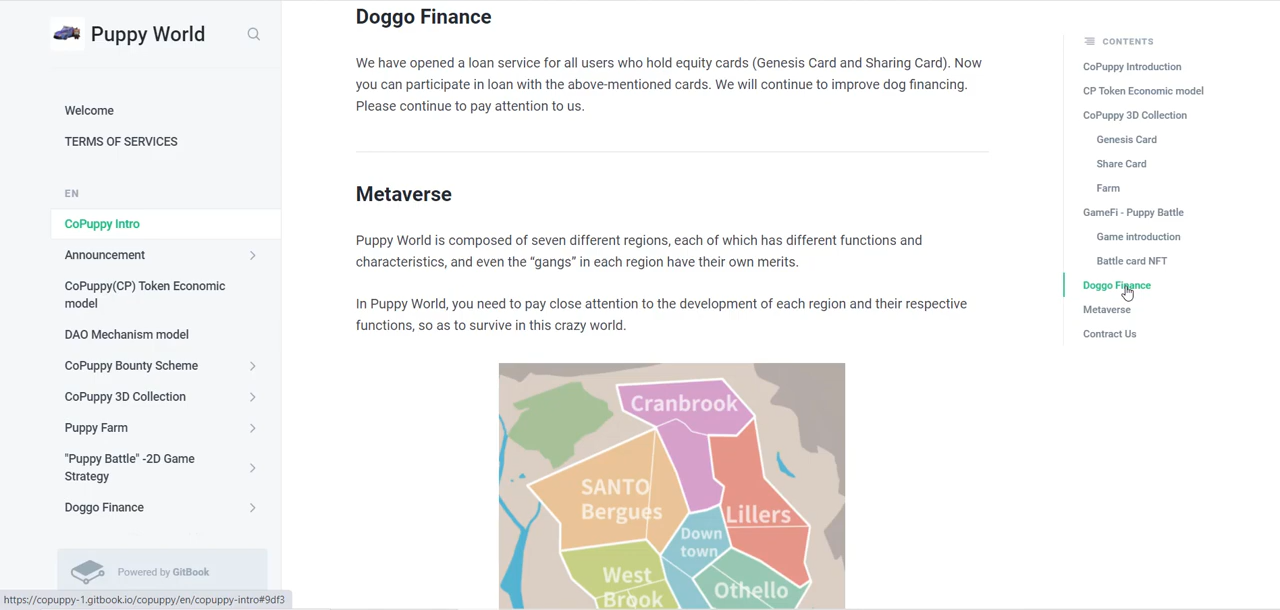 Puppy World
Welcome
TERMS OF SERVICES
EN
CoPuppy Intro
Announcement
CoPuppy(CP) Token Economic
model
DAO Mechanism model
CoPuppy Bounty Scheme
CoPuppy 3D Collection
Puppy Farm
"Puppy Battle" -2D Game
Strategy
Doggo Finance
Powered by GitBook
https://copuppy-1.gitbook.io/copuppy/en/copuppy-intro#9df3
Doggo Finance
We have opened a loan service for all users who hold equity cards (Genesis Card and Sharing Card). Now
you can participate in loan with the above-mentioned cards. We will continue to improve dog financing.
Please continue to pay attention to us.
Metaverse
Puppy World is composed of seven different regions, each of which has different functions and
characteristics, and even the “gangs” in each region have their own merits.
In Puppy World, you need to pay close attention to the development of each region and their respective
functions, so as to survive in this crazy world.
Cranbrook
SANTO
Bergues
Lillers
Down
town
West
Brook
Othello
CONTENTS
CoPuppy Introduction
CP Token Economic model
CoPuppy 3D Collection
Genesis Card
Share Card
Farm
GameFi - Puppy Battle
Game introduction
Battle card NFT
Doggo Finance
Metaverse
Contract Us